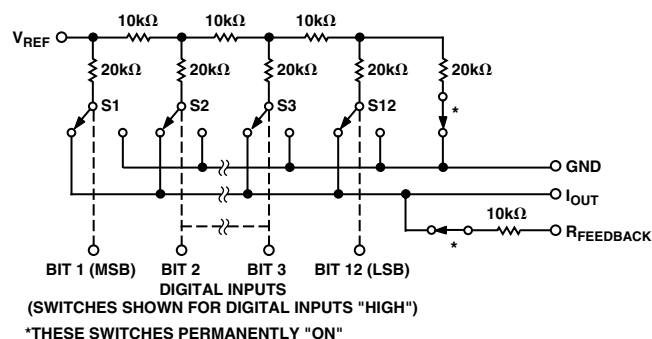 10kΩ 10kΩ 10kΩ
VREF
20kΩ 20kΩ 20kΩ 20kΩ 20kΩ
S1 S2 S3 S12 *
GND
IOUT
10kΩ
RFEEDBACK
*
BIT 1 (MSB) BIT 2 BIT 3 BIT 12 (LSB)
DIGITAL INPUTS
(SWITCHES SHOWN FOR DIGITAL INPUTS "HIGH")
*THESE SWITCHES PERMANENTLY "ON"